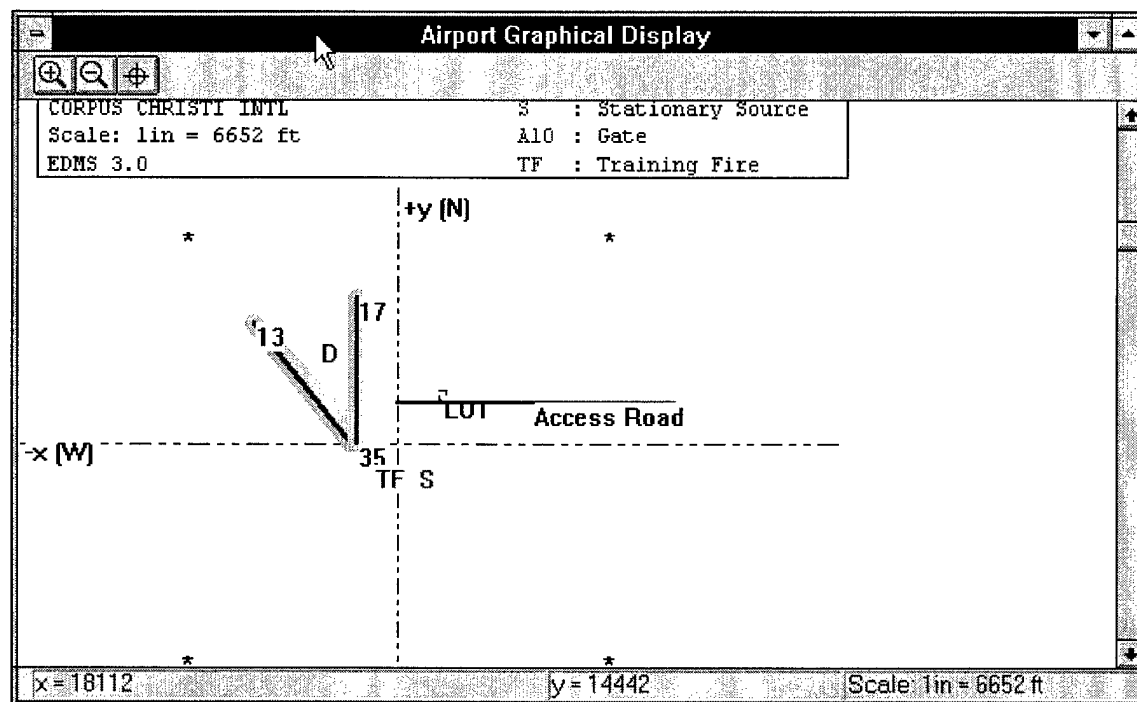 Airport Graphical Display
CORPUS CHRISTI INTL S : Stationary Source
Scale: 1in = 6652 ft A10 : Gate
EDMS 3.0 TF : Training Fire
+y (N)
*
*
17
13
D
LOT
Access Road
-x (W)
35
TF S
*
*
x = 18112 y = 14442 Scale: 1in = 6652 ft